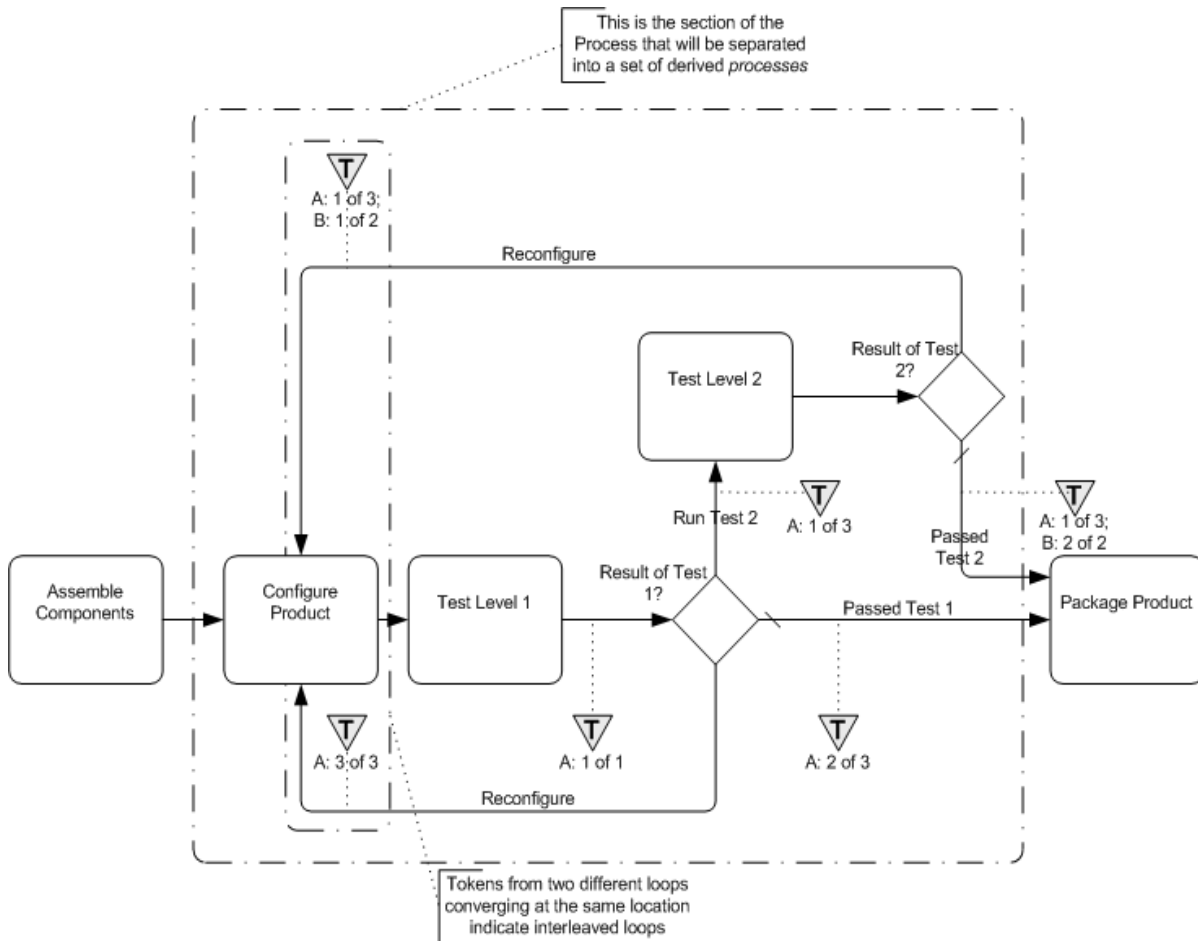 This is the section of the
Process that will be separated
into a set of derived processes
T
A: 1 of 3;
B: 1 of 2
Reconfigure
Test Level 2
Result of Test
2?
T
A: 1 of 3
Run Test 2
T
A: 1 of 3;
B: 2 of 2
Passed
Test 2
Assemble
Components
Configure
Product
Test Level 1
Result of Test
1?
Passed Test 1
Package Product
T
A: 3 of 3
T
A: 1 of 1
T
A: 2 of 3
Reconfigure
Tokens from two different loops
converging at the same location
indicate interleaved loops